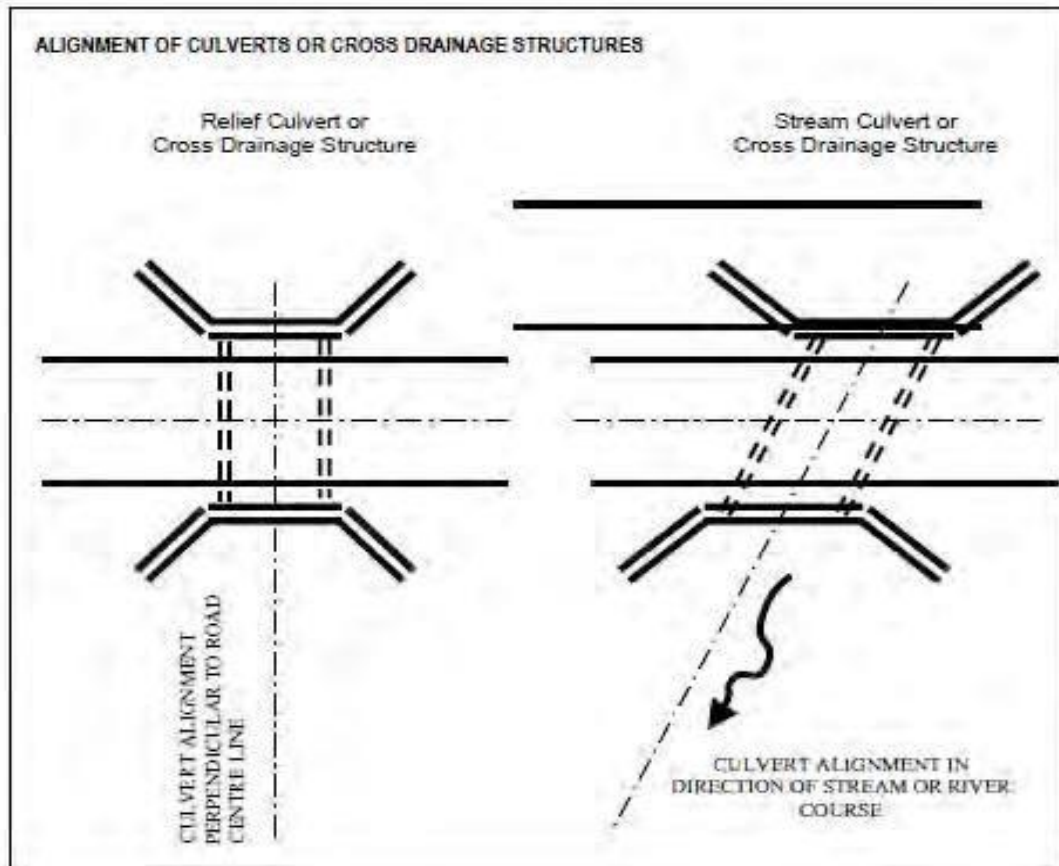 ALIGNMENT OF CULVERTS OR CROSS DRAINAGE STRUCTURES
Relief Culvert or
Cross Drainage Structure
Stream Culvert or
Cross Drainage Structure
CULVERT ALIGNMENT
PERPENDICULAR TO ROAD
CENTRE LINE
CULVERT ALIGNMENT IN
DIRECTION OF STREAM OR RIVER
COURSE